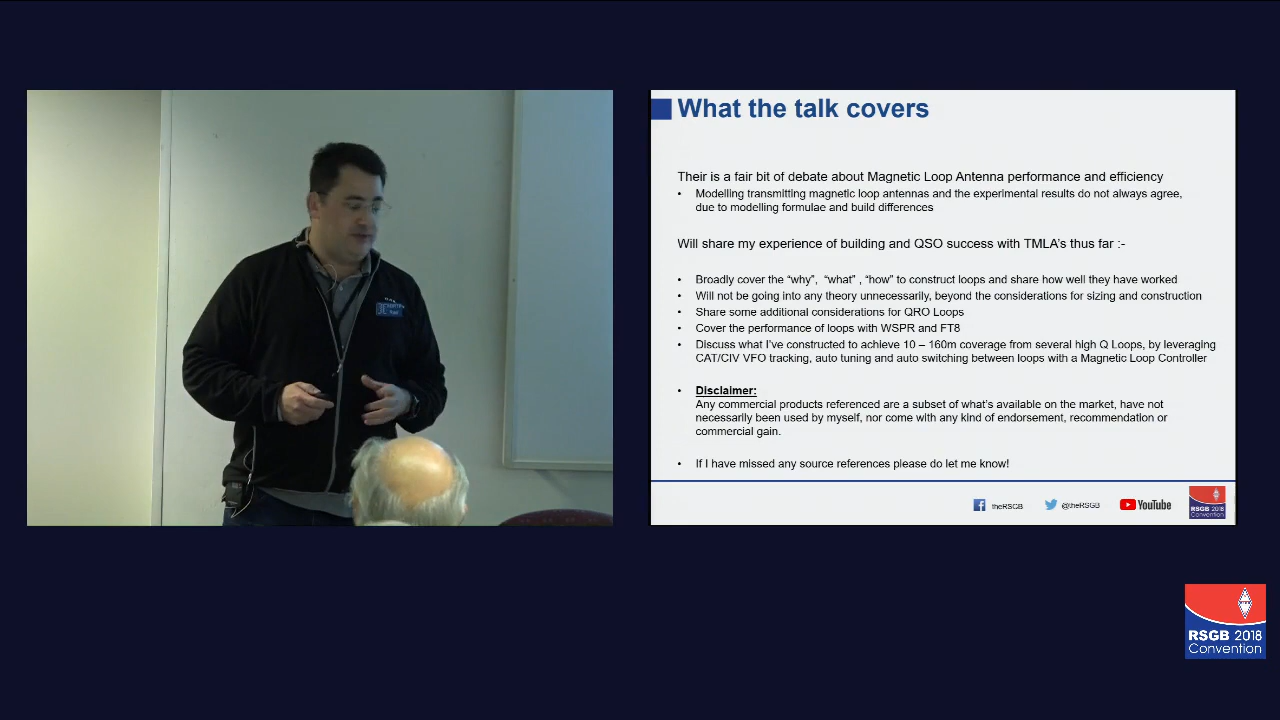 What the talk covers
Their is a fair bit of debate about Magnetic Loop Antenna performance and efficiency
• Modelling transmitting magnetic loop antennas and the experimental results do not always agree,
due to modelling formulae and build differences
Will share my experience of building and QSO success with TMLA's thus far :-
• Broadly cover the “why”, “what” , “how” to construct loops and share how well they have worked
• Will not be going into any theory unnecessarily, beyond the considerations for sizing and construction
• Share some additional considerations for QRO Loops
• Cover the performance of loops with WSPR and FT8
• Discuss what I've constructed to achieve 10 – 160m coverage from several high Q Loops, by leveraging
CAT/CIV VFO tracking, auto tuning and auto switching between loops with a Magnetic Loop Controller
• Disclaimer:
Any commercial products referenced are a subset of what's available on the market, have not
necessarily been used by myself, nor come with any kind of endorsement, recommendation or
commercial gain.
• If I have missed any source references please do let me know!
theRSGB
@theRSGB
YouTube
RSGB 2018
Convention
RSGB 2018
Convention